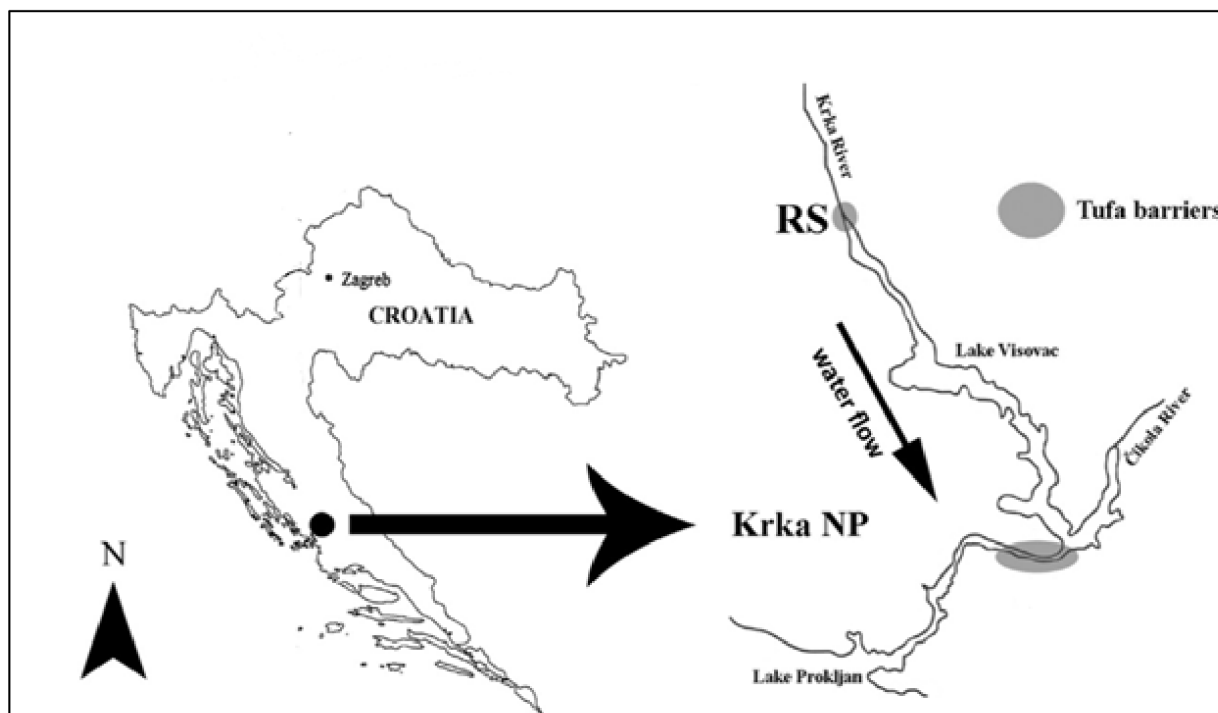 Zagreb
CROATIA
N
Krka River
RS
Tufa barriers
Lake Visovac
water flow
Čikola River
Krka NP
Lake Prokljan